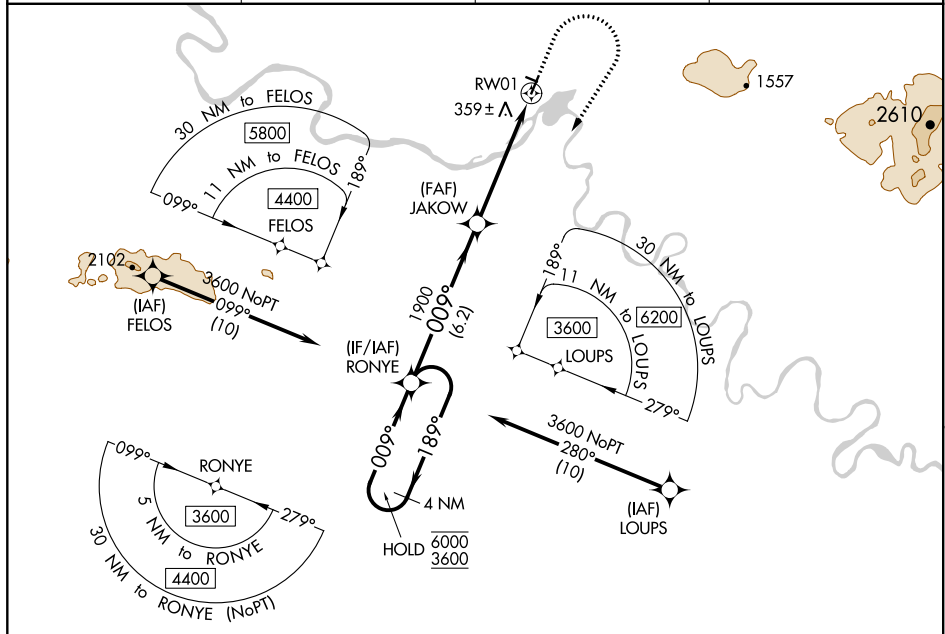 RW01
359 ±
1557
2610
30 NM to FELOS
5800
11 NM to FELOS
4400
189°
099°
FELOS
(FAF)
JAKOW
2102
3600 NoPT
099°
(10)
(IAF)
FELOS
1900
009°
(6.2)
(IF/IAF)
RONYE
189°
30 NM to LOUPS
11 NM to LOUPS
6200
3600
LOUPS
279°
009°
189°
4 NM
HOLD
6000
3600
3600 NoPT
280°
(10)
(IAF)
LOUPS
099°
RONYE
279°
3600
5 NM to RONYE
4400
30 NM to RONYE (NoPT)